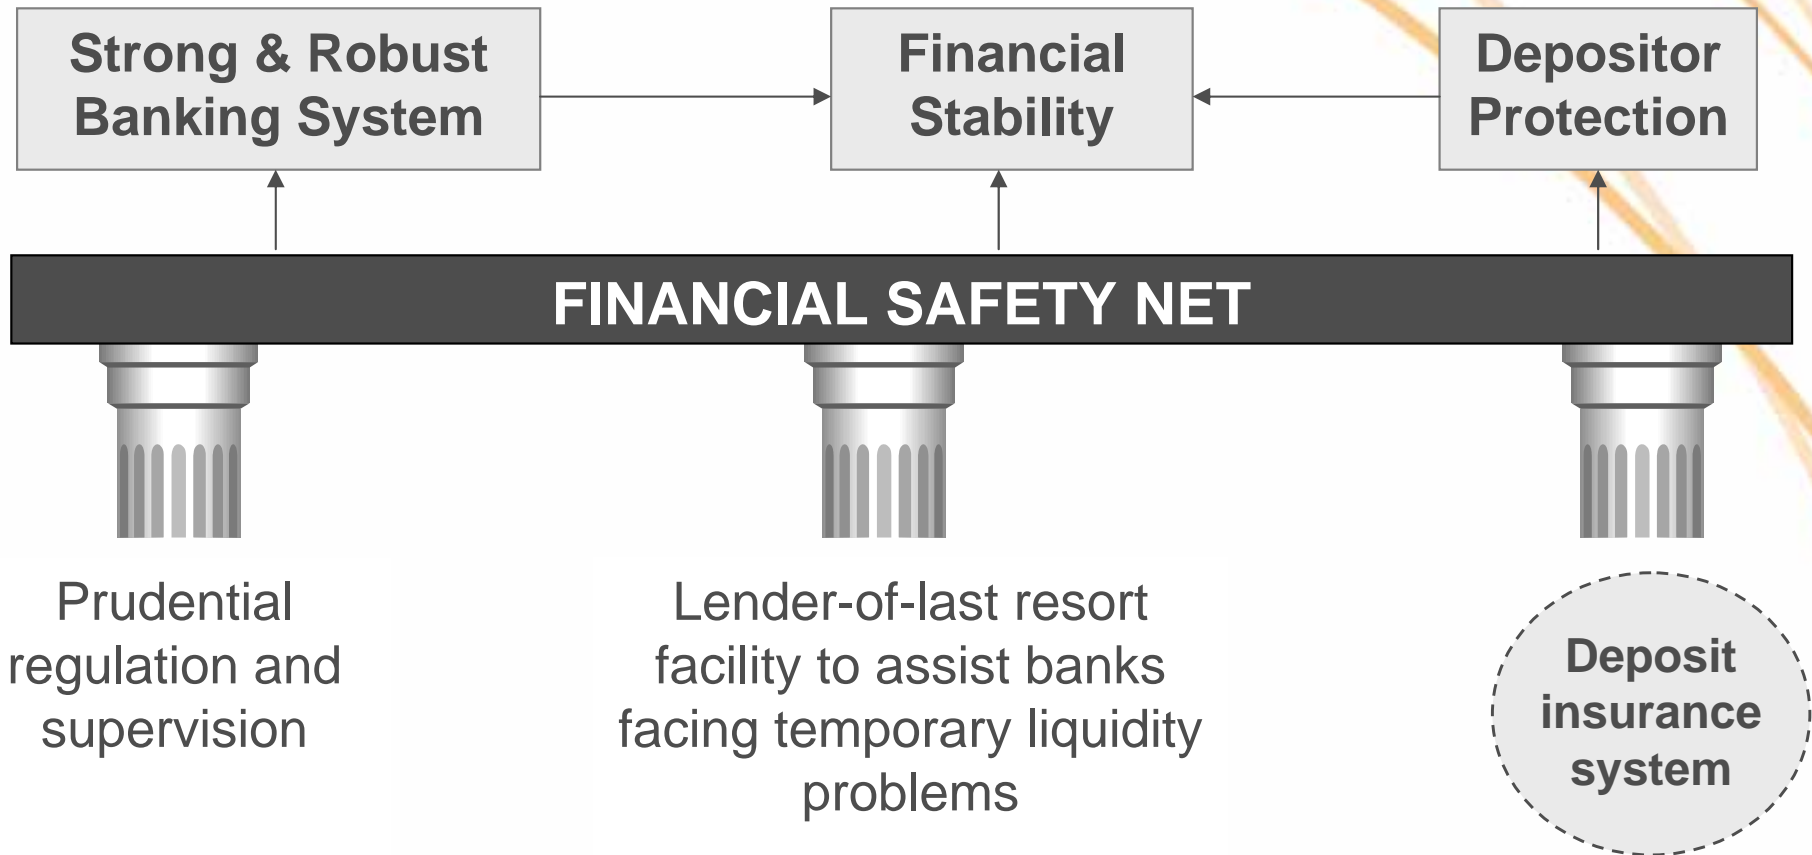 Strong & Robust
Banking System
Financial
Stability
Depositor
Protection
FINANCIAL SAFETY NET
Prudential
regulation and
supervision
Lender-of-last resort
facility to assist banks
facing temporary liquidity
problems
Deposit
insurance
system